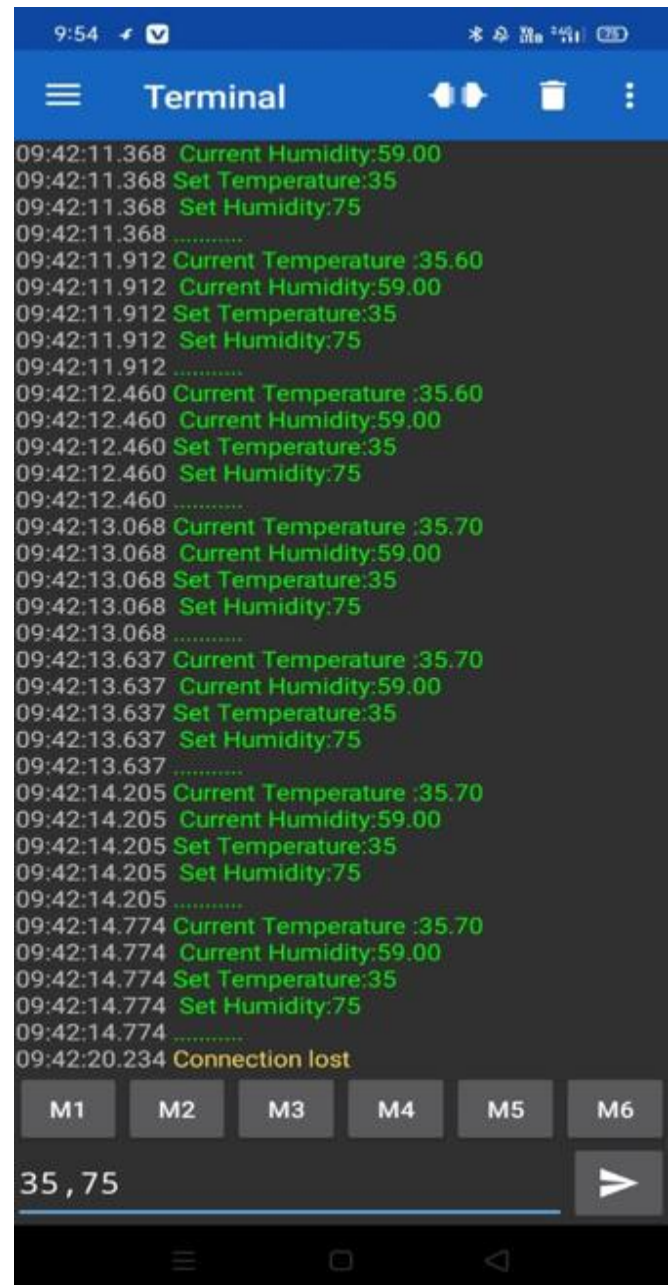 9:54
75
Terminal
09:42:11.368  Current Humidity:59.00
09:42:11.368 Set Temperature:35
09:42:11.368  Set Humidity:75
09:42:11.368 ...........
09:42:11.912 Current Temperature :35.60
09:42:11.912  Current Humidity:59.00
09:42:11.912 Set Temperature:35
09:42:11.912  Set Humidity:75
09:42:11.912 ...........
09:42:12.460 Current Temperature :35.60
09:42:12.460  Current Humidity:59.00
09:42:12.460 Set Temperature:35
09:42:12.460  Set Humidity:75
09:42:12.460 ...........
09:42:13.068 Current Temperature :35.70
09:42:13.068  Current Humidity:59.00
09:42:13.068 Set Temperature:35
09:42:13.068  Set Humidity:75
09:42:13.068 ...........
09:42:13.637 Current Temperature :35.70
09:42:13.637  Current Humidity:59.00
09:42:13.637 Set Temperature:35
09:42:13.637  Set Humidity:75
09:42:13.637 ...........
09:42:14.205 Current Temperature :35.70
09:42:14.205  Current Humidity:59.00
09:42:14.205 Set Temperature:35
09:42:14.205  Set Humidity:75
09:42:14.205 ...........
09:42:14.774 Current Temperature :35.70
09:42:14.774  Current Humidity:59.00
09:42:14.774 Set Temperature:35
09:42:14.774  Set Humidity:75
09:42:14.774 ...........
09:42:20.234 Connection lost
M1 M2 M3 M4 M5 M6
35,75